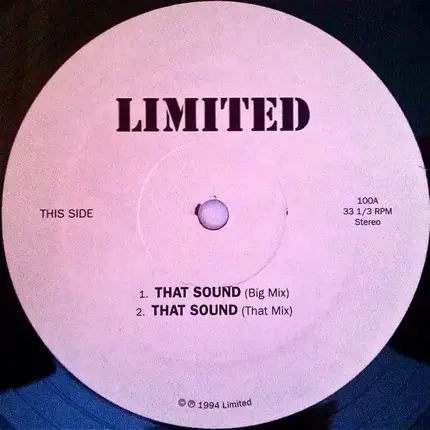 LIMITED
THIS SIDE
100A
33 1/3 RPM
Stereo
1. THAT SOUND (Big Mix)
2. THAT SOUND (That Mix)
© ℗ 1994 Limited